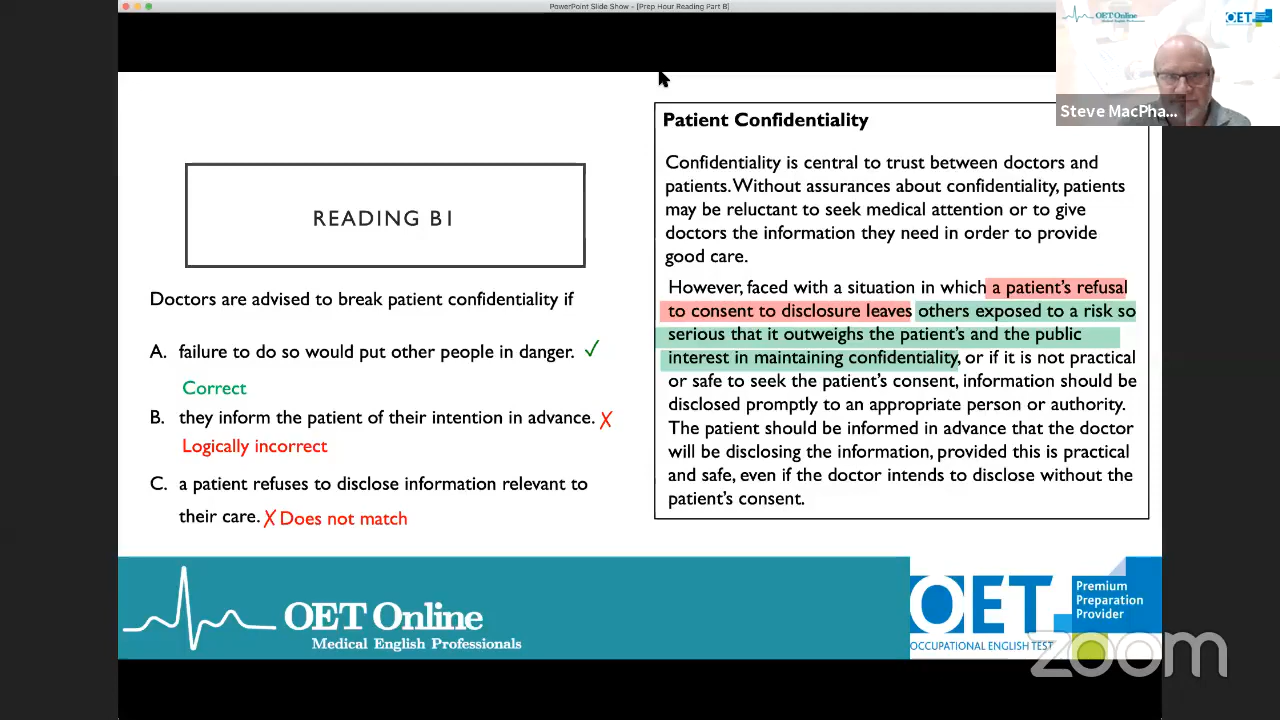 PowerPoint Slide Show - [Prep Hour Reading Part B]
OET Online
OET
Steve MacPha...
READING B1
Doctors are advised to break patient confidentiality if
A. failure to do so would put other people in danger. ✓
Correct
B. they inform the patient of their intention in advance. ✗
Logically incorrect
C. a patient refuses to disclose information relevant to
their care. ✗ Does not match
Patient Confidentiality
Confidentiality is central to trust between doctors and
patients. Without assurances about confidentiality, patients
may be reluctant to seek medical attention or to give
doctors the information they need in order to provide
good care.
However, faced with a situation in which a patient's refusal
to consent to disclosure leaves others exposed to a risk so
serious that it outweighs the patient's and the public
interest in maintaining confidentiality, or if it is not practical
or safe to seek the patient's consent, information should be
disclosed promptly to an appropriate person or authority.
The patient should be informed in advance that the doctor
will be disclosing the information, provided this is practical
and safe, even if the doctor intends to disclose without the
patient's consent.
OET Online
Medical English Professionals
OET
OCCUPATIONAL ENGLISH TEST
Premium
Preparation
Provider
zoom